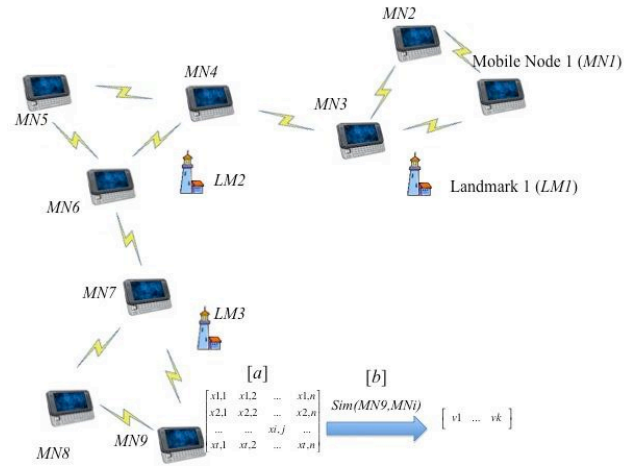 MN2
Mobile Node 1 (MN1)
MN4
MN3
MN5
LM2
Landmark 1 (LM1)
MN6
MN7
LM3
[a]
[b]
x1,1 x1,2 ... x1,n
x2,1 x2,2 ... x2,n
... ... xi,j ...
xt,1 xt,2 ... xt,n
Sim(MN9,MNi)
[ v1 ... vk ]
MN8
MN9